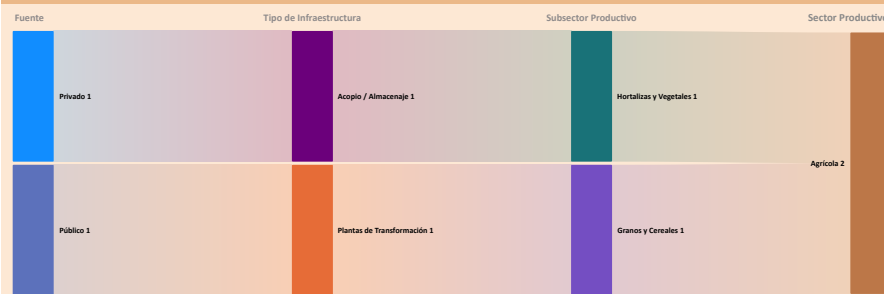 Fuente
Tipo de Infraestructura
Subsector Productivo
Sector Productivo
Privado 1
Acopio / Almacenaje 1
Hortalizas y Vegetales 1
Agrícola 2
Público 1
Plantas de Transformación 1
Granos y Cereales 1